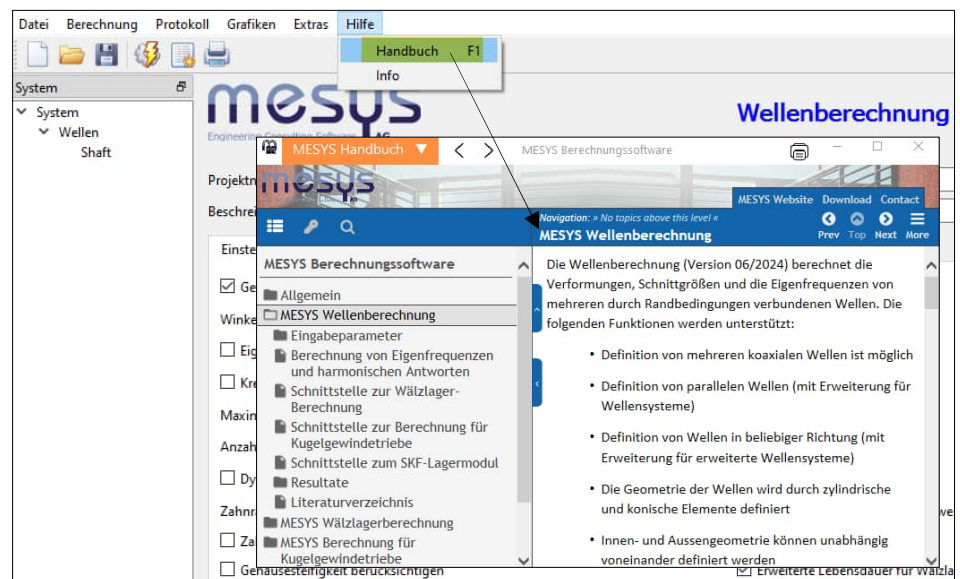 Datei Berechnung Protokoll Grafiken Extras Hilfe
Handbuch F1
Info
System
System
Wellen
Shaft
mesys
Engineering Consulting Software AG
Wellenberechnung
MESYS Handbuch
MESYS Berechnungssoftware
mesys
MESYS Website Download Contact
Navigation: » No topics above this level «
MESYS Wellenberechnung
Prev Top Next More
MESYS Berechnungssoftware
Allgemein
MESYS Wellenberechnung
Eingabeparameter
Berechnung von Eigenfrequenzen
und harmonischen Antworten
Schnittstelle zur Wälzlager-
Berechnung
Schnittstelle zur Berechnung für
Kugelgewindetriebe
Schnittstelle zum SKF-Lagermodul
Resultate
Literaturverzeichnis
MESYS Wälzlagerberechnung
MESYS Berechnung für
Kugelgewindetriebe
Die Wellenberechnung (Version 06/2024) berechnet die
Verformungen, Schnittgrößen und die Eigenfrequenzen von
mehreren durch Randbedingungen verbundenen Wellen. Die
folgenden Funktionen werden unterstützt:
• Definition von mehreren koaxialen Wellen ist möglich
• Definition von parallelen Wellen (mit Erweiterung für
Wellensysteme)
• Definition von Wellen in beliebiger Richtung (mit
Erweiterung für erweiterte Wellensysteme)
• Die Geometrie der Wellen wird durch zylindrische
und konische Elemente definiert
• Innen- und Aussengeometrie können unabhängig
voneinander definiert werden
Projektn
Beschrei
Einste
Ge
Winke
Eig
Kre
Maxin
Anzah
Dy
Zahnr
Za
Gehäusesteifigkeit berücksichtigen
Erweiterte Lebensdauer für Wälzla